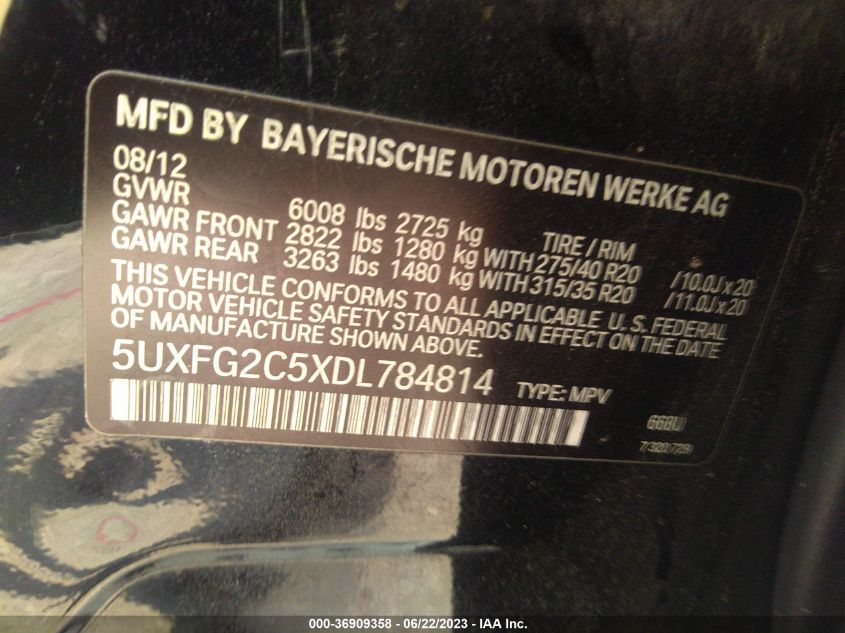 MFD BY BAYERISCHE MOTOREN WERKE AG
08/12
GVWR 6008 lbs 2725 kg TIRE / RIM
GAWR FRONT 2822 lbs 1280 kg WITH 275/40 R20 /10.0J x 20
GAWR REAR 3263 lbs 1480 kg WITH 315/35 R20 /11.0J x 20
THIS VEHICLE CONFORMS TO ALL APPLICABLE U. S. FEDERAL
MOTOR VEHICLE SAFETY STANDARDS IN EFFECT ON THE DATE
OF MANUFACTURE SHOWN ABOVE.
5UXFG2C5XDL784814 TYPE: MPV
000-36909358 - 06/22/2023 - IAA Inc.